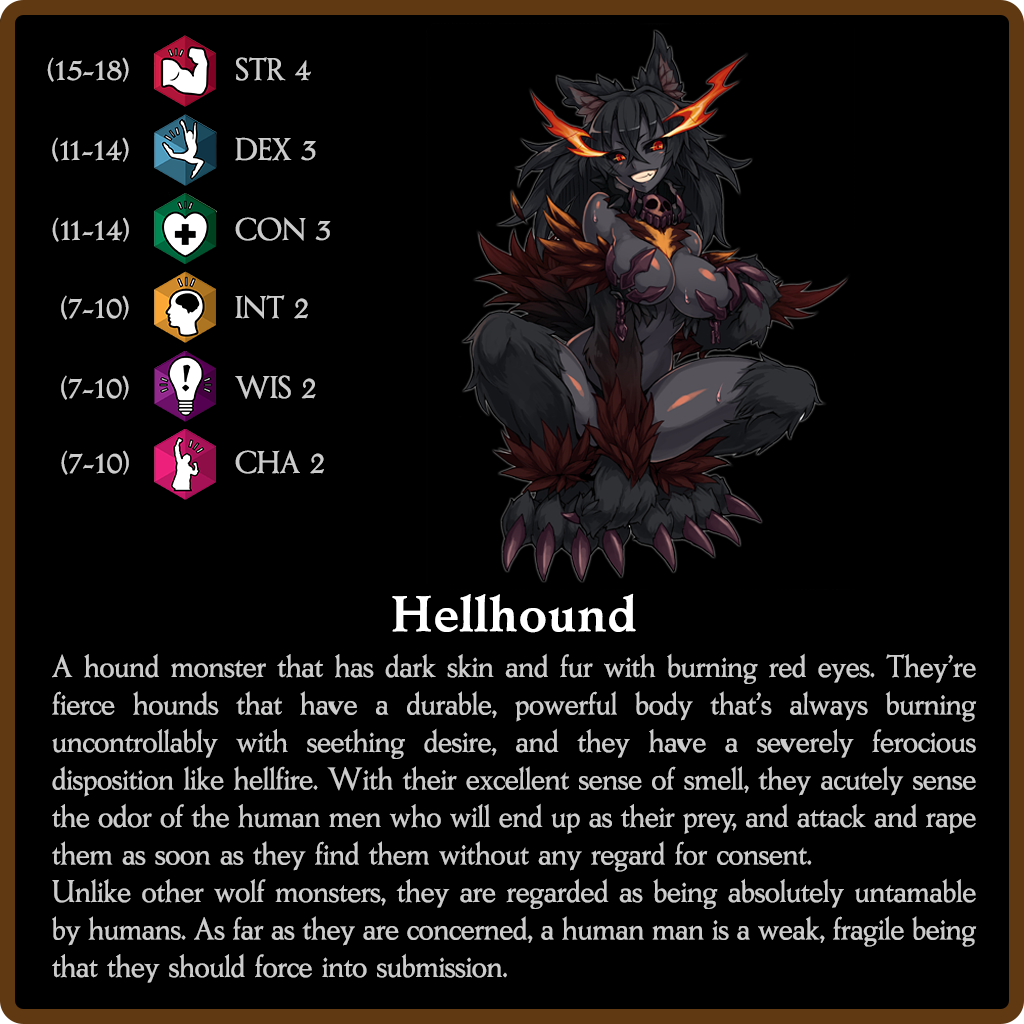 (15-18) STR 4
(11-14) DEX 3
(11-14) CON 3
(7-10) INT 2
(7-10) WIS 2
(7-10) CHA 2
Hellhound
A hound monster that has dark skin and fur with burning red eyes. They're
fierce hounds that have a durable, powerful body that's always burning
uncontrollably with seething desire, and they have a severely ferocious
disposition like hellfire. With their excellent sense of smell, they acutely sense
the odor of the human men who will end up as their prey, and attack and rape
them as soon as they find them without any regard for consent.
Unlike other wolf monsters, they are regarded as being absolutely untamable
by humans. As far as they are concerned, a human man is a weak, fragile being
that they should force into submission.